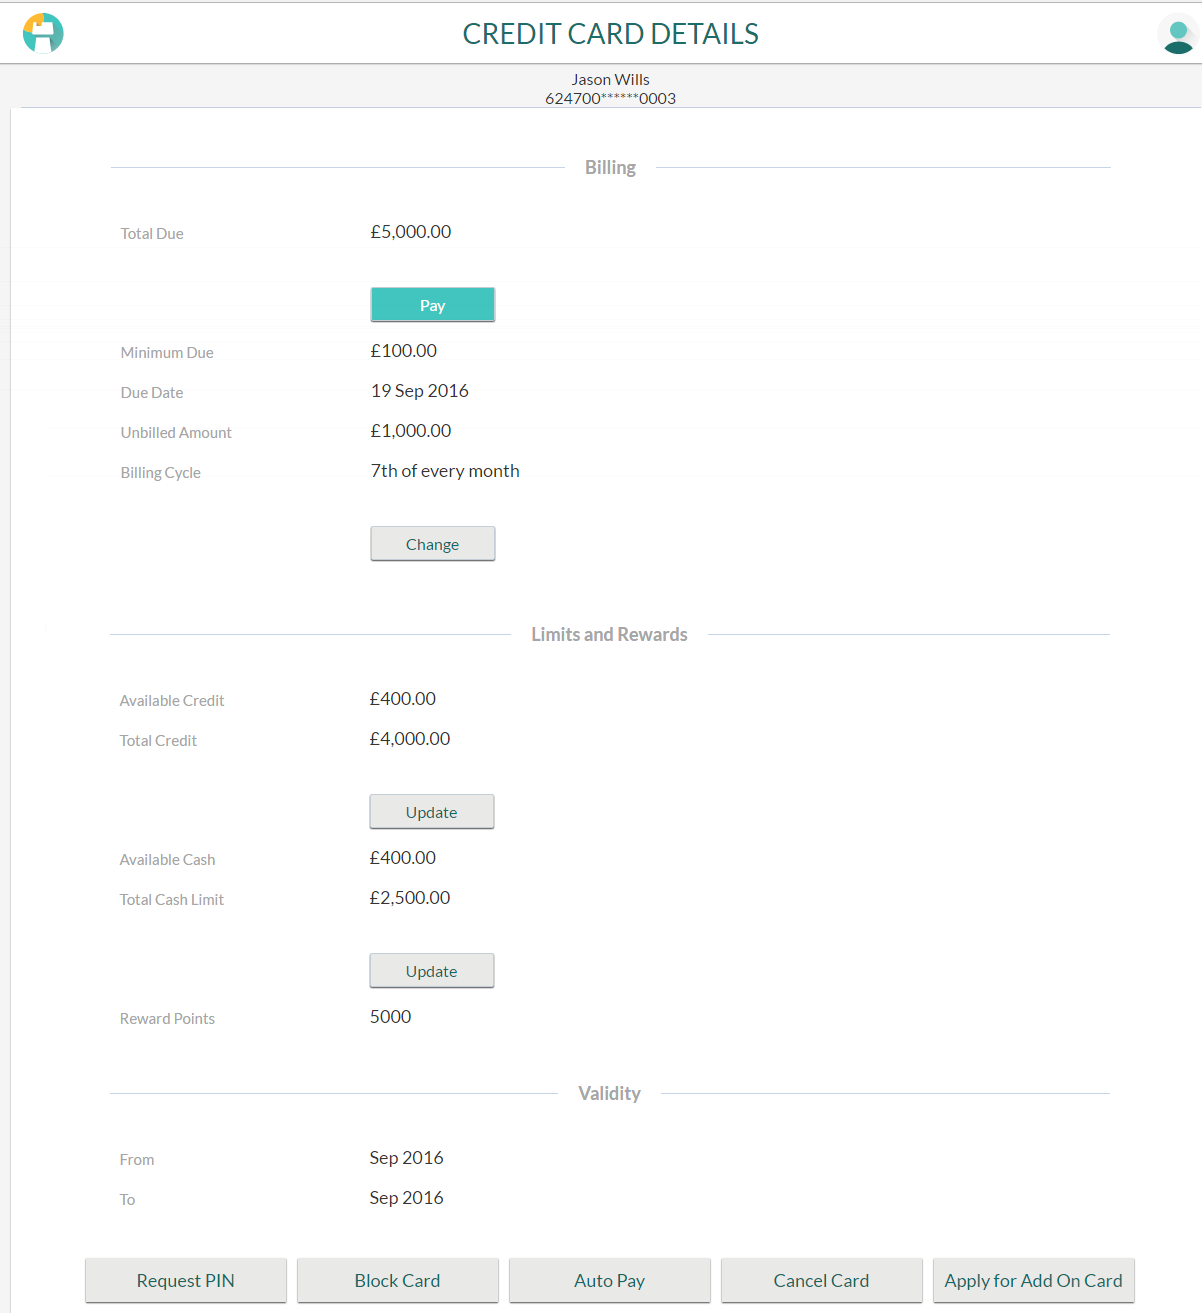 CREDIT CARD DETAILS
Jason Wills
624700******0003
Billing
Total Due £5,000.00
Pay
Minimum Due £100.00
Due Date 19 Sep 2016
Unbilled Amount £1,000.00
Billing Cycle 7th of every month
Change
Limits and Rewards
Available Credit £400.00
Total Credit £4,000.00
Update
Available Cash £400.00
Total Cash Limit £2,500.00
Update
Reward Points 5000
Validity
From Sep 2016
To Sep 2016
Request PIN Block Card Auto Pay Cancel Card Apply for Add On Card